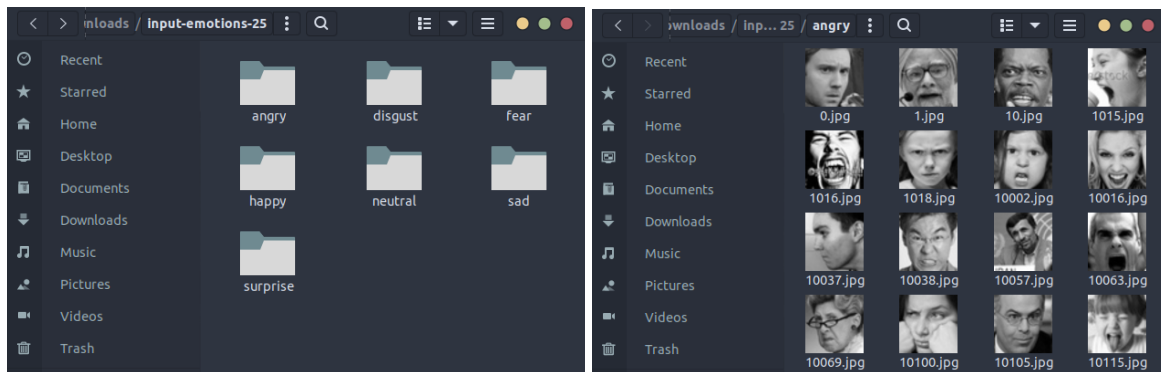 nloads / input-emotions-25
Recent
Starred
Home
Desktop
Documents
Downloads
Music
Pictures
Videos
Trash
angry disgust fear
happy neutral sad
surprise
wnloads / inp... 25 / angry
Recent
Starred
Home
Desktop
Documents
Downloads
Music
Pictures
Videos
Trash
0.jpg 1.jpg 10.jpg 1015.jpg
1016.jpg 1018.jpg 10002.jpg 10016.jpg
10037.jpg 10038.jpg 10057.jpg 10063.jpg
10069.jpg 10100.jpg 10105.jpg 10115.jpg